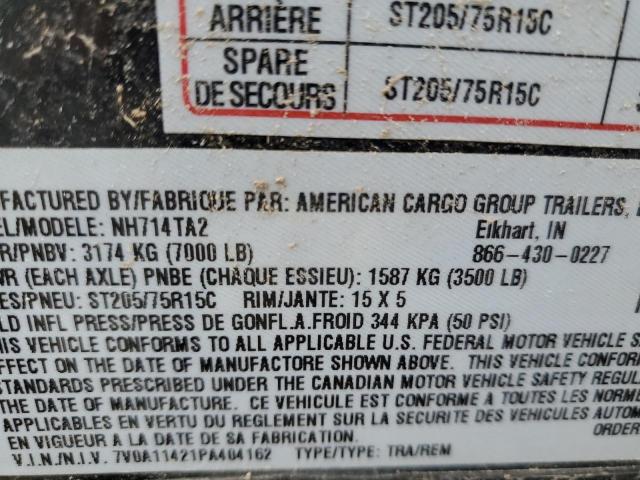 ARRIÈRE ST205/75R15C
SPARE
DE SECOURS ST205/75R15C
FACTURED BY/FABRIQUE PAR: AMERICAN CARGO GROUP TRAILERS,
EL/MODELE: NH714TA2 Elkhart, IN
R/PNBV: 3174 KG (7000 LB) 866-430-0227
WR (EACH AXLE) PNBE (CHAQUE ESSIEU): 1587 KG (3500 LB)
ES/PNEU: ST205/75R15C RIM/JANTE: 15 X 5
LD INFL PRESS/PRESS DE GONFL.A.FROID 344 KPA (50 PSI)
IS VEHICLE CONFORMS TO ALL APPLICABLE U.S. FEDERAL MOTOR VEHICLE S
EFFECT ON THE DATE OF MANUFACTURE SHOWN ABOVE. THIS VEHICLE CONFORM
STANDARDS PRESCRIBED UNDER THE CANADIAN MOTOR VEHICLE SAFETY REGUL
THE DATE OF MANUFACTURE. CE VEHICULE EST CONFORME A TOUTES LES NORME
APPLICABLES EN VERTU DU REGLEMENT SUR LA SECURITE DES VEHICULES AUTOM
EN VIGUEUR A LA DATE DE SA FABRICATION. ORDER
V.I.N./N.I.V. 7V0A11421PA404162 TYPE/TYPE: TRA/REM